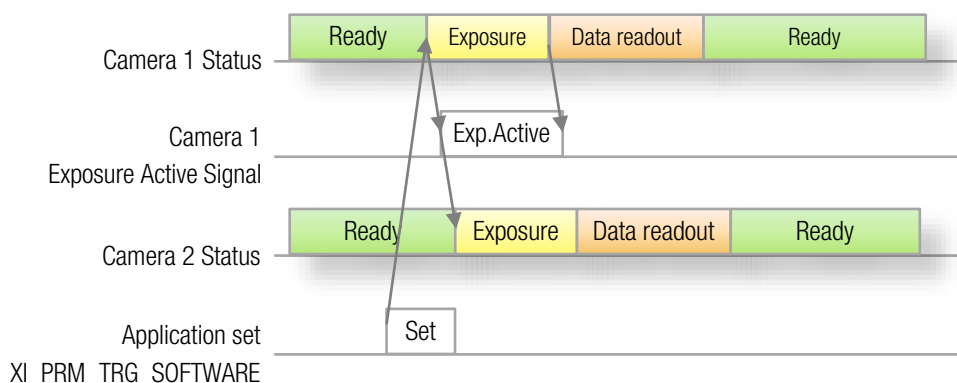 Ready Exposure Data readout Ready
Camera 1 Status
Camera 1 Exp.Active
Exposure Active Signal
Ready Exposure Data readout Ready
Camera 2 Status
Application set Set
XI PRM TRG SOFTWARE